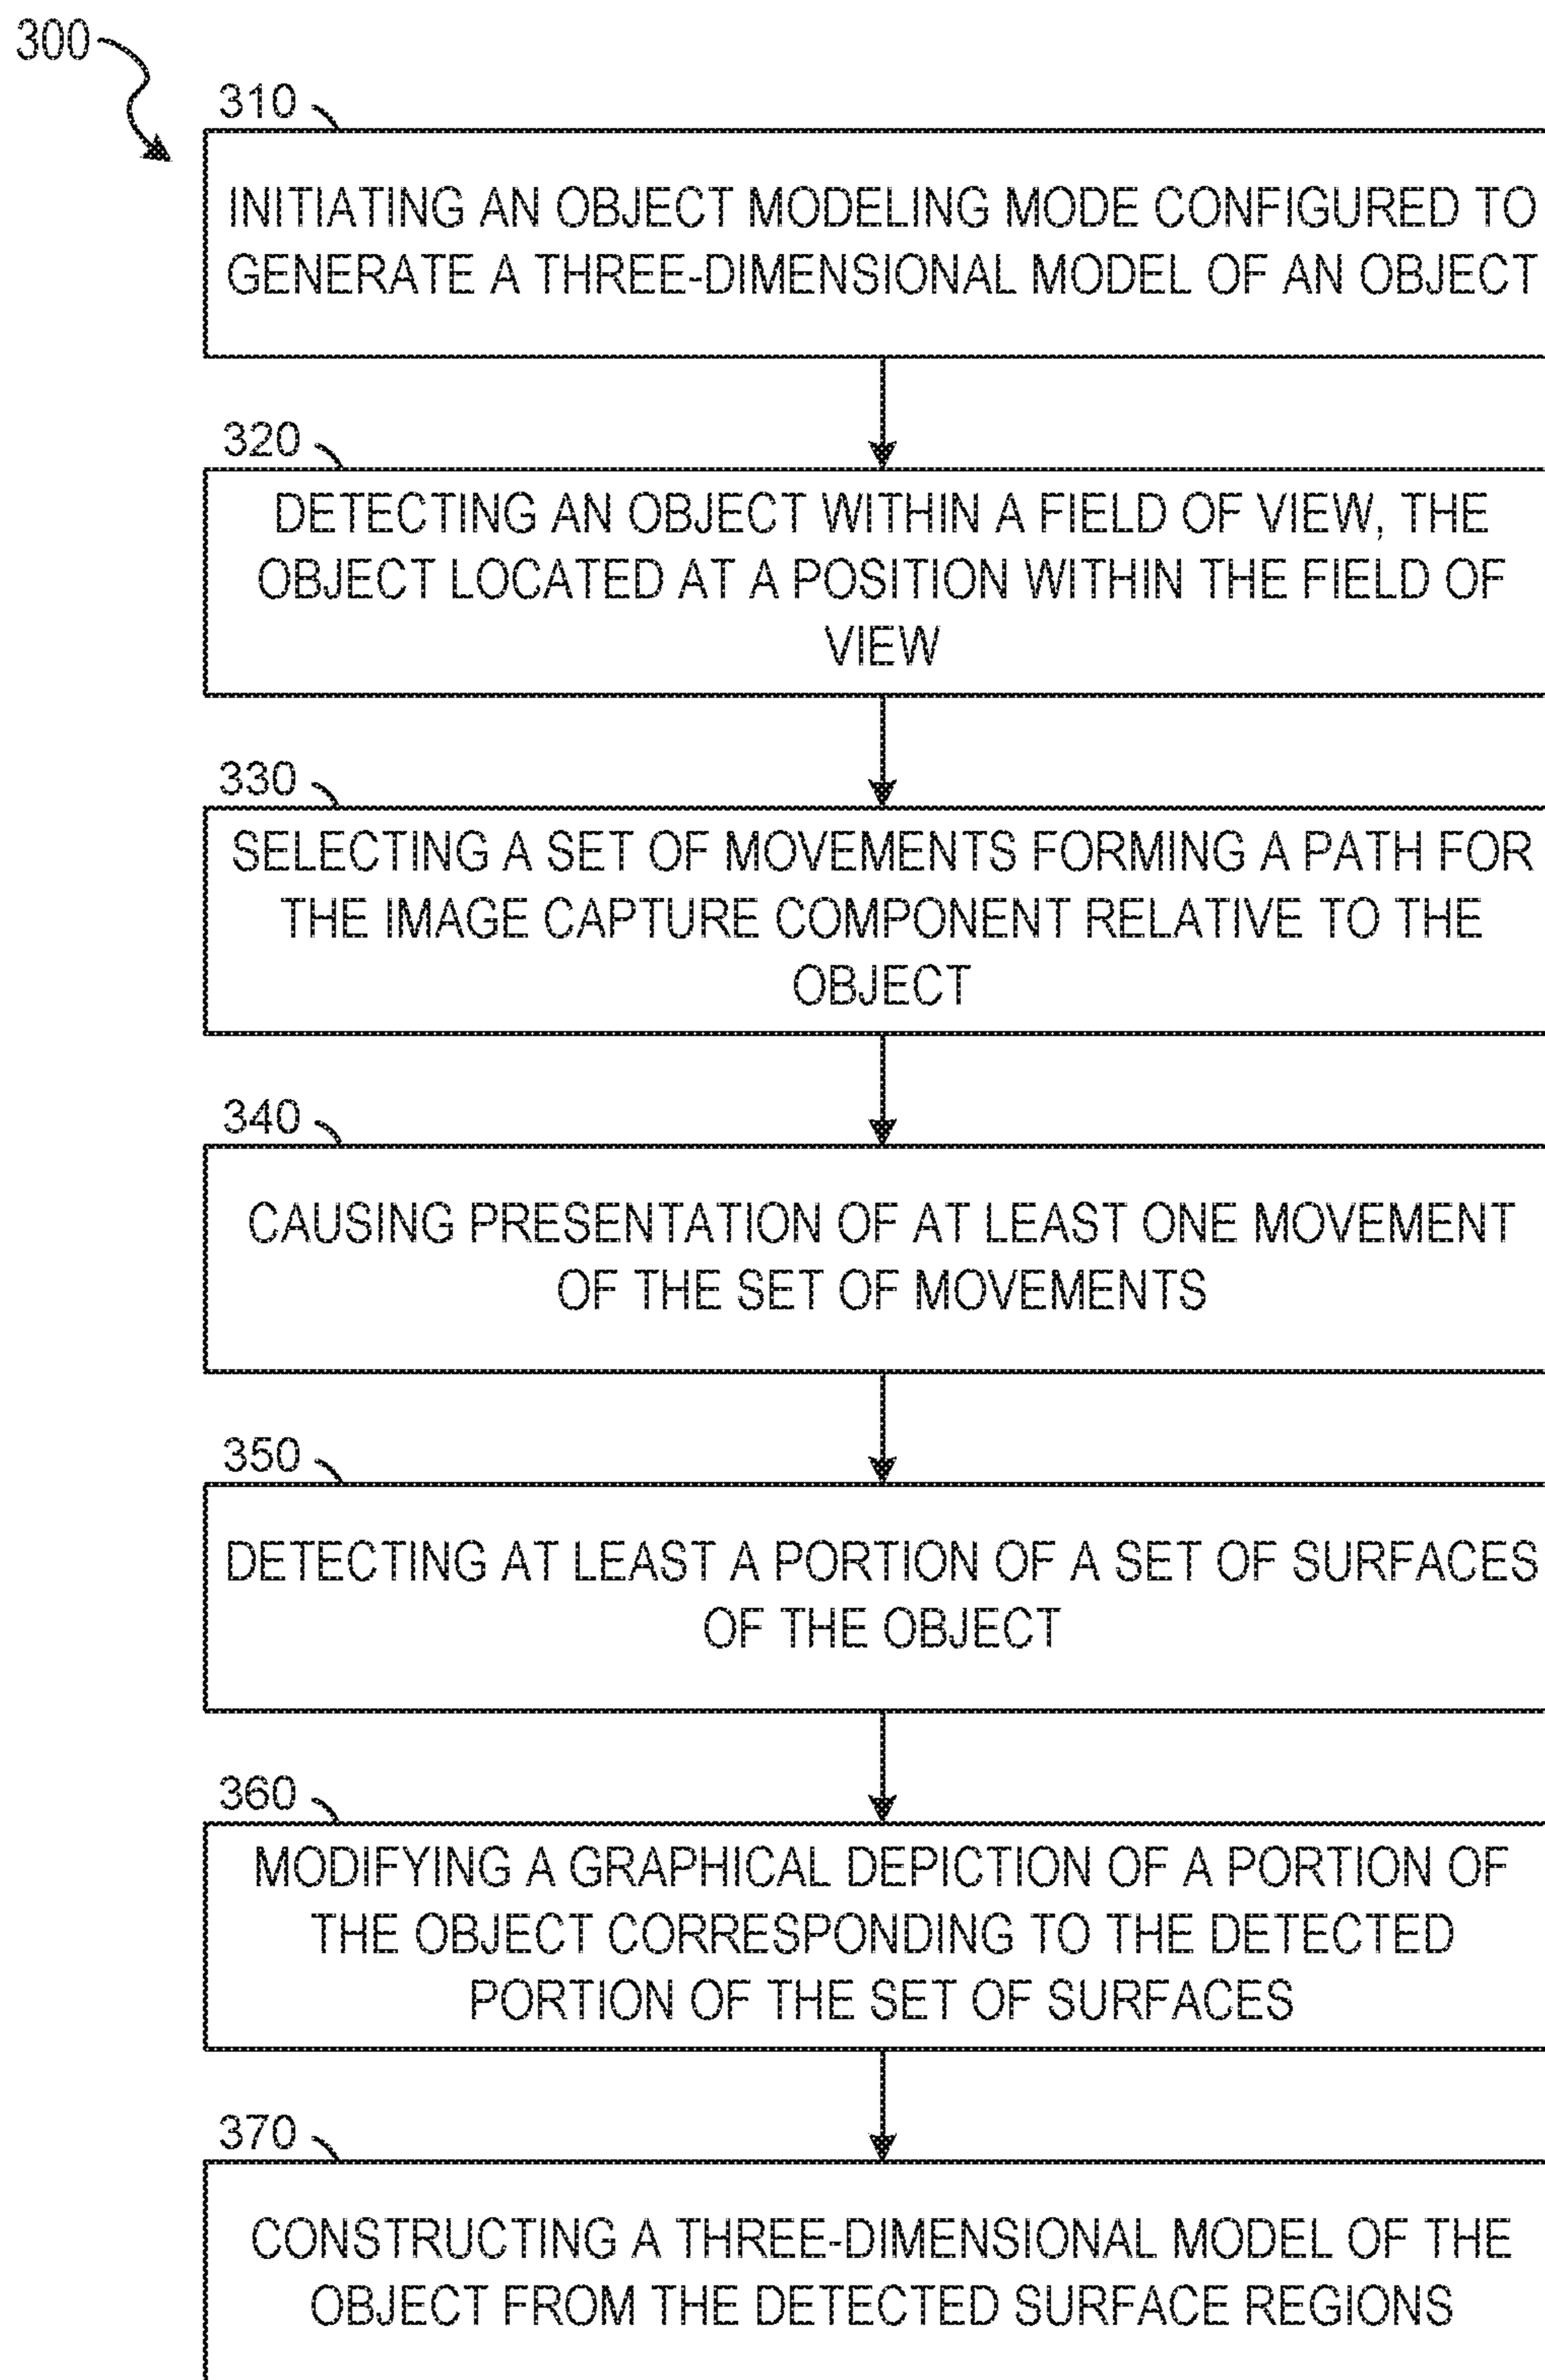 300
310
INITIATING AN OBJECT MODELING MODE CONFIGURED TO
GENERATE A THREE-DIMENSIONAL MODEL OF AN OBJECT
320
DETECTING AN OBJECT WITHIN A FIELD OF VIEW, THE
OBJECT LOCATED AT A POSITION WITHIN THE FIELD OF
VIEW
330
SELECTING A SET OF MOVEMENTS FORMING A PATH FOR
THE IMAGE CAPTURE COMPONENT RELATIVE TO THE
OBJECT
340
CAUSING PRESENTATION OF AT LEAST ONE MOVEMENT
OF THE SET OF MOVEMENTS
350
DETECTING AT LEAST A PORTION OF A SET OF SURFACES
OF THE OBJECT
360
MODIFYING A GRAPHICAL DEPICTION OF A PORTION OF
THE OBJECT CORRESPONDING TO THE DETECTED
PORTION OF THE SET OF SURFACES
370
CONSTRUCTING A THREE-DIMENSIONAL MODEL OF THE
OBJECT FROM THE DETECTED SURFACE REGIONS